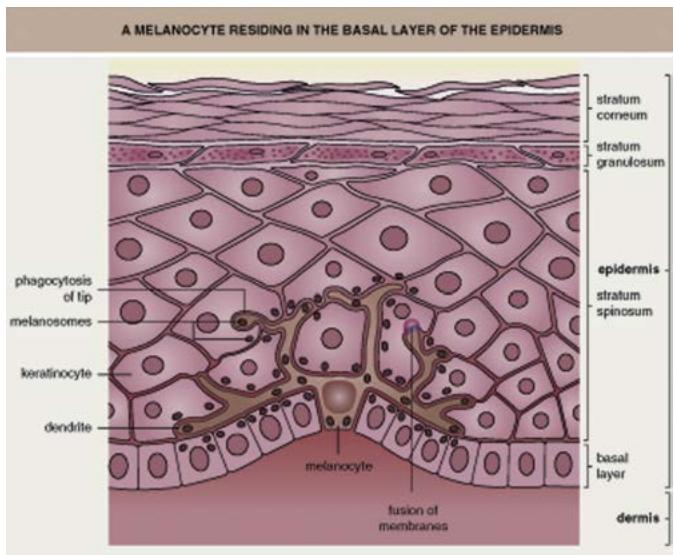 A MELANOCYTE RESIDING IN THE BASAL LAYER OF THE EPIDERMIS
stratum
corneum
stratum
granulosum
epidermis
stratum
spinosum
phagocytosis
of tip
melanosomes
keratinocyte
dendrite
melanocyte
basal
layer
fusion of
membranes
dermis